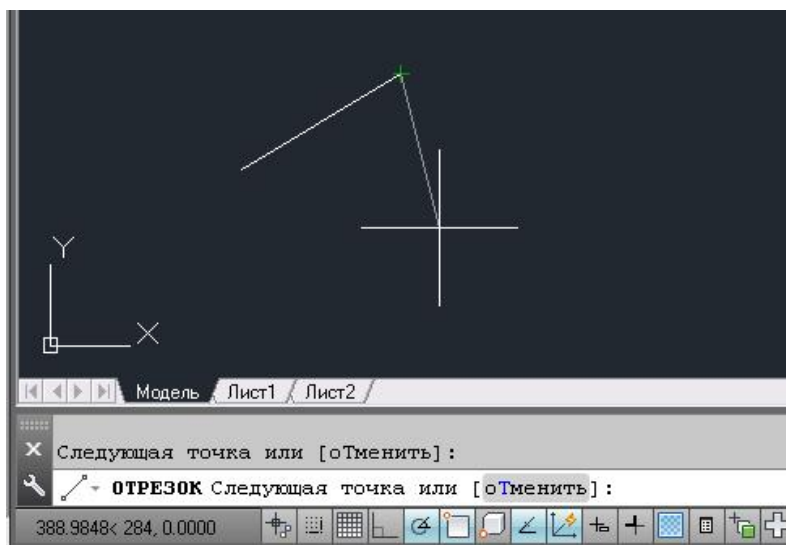 Y
X
Модель Лист1 Лист2
Следующая точка или [оТменить]:
ОТРЕЗОК Следующая точка или [оТменить]:
388.9848< 284, 0.0000